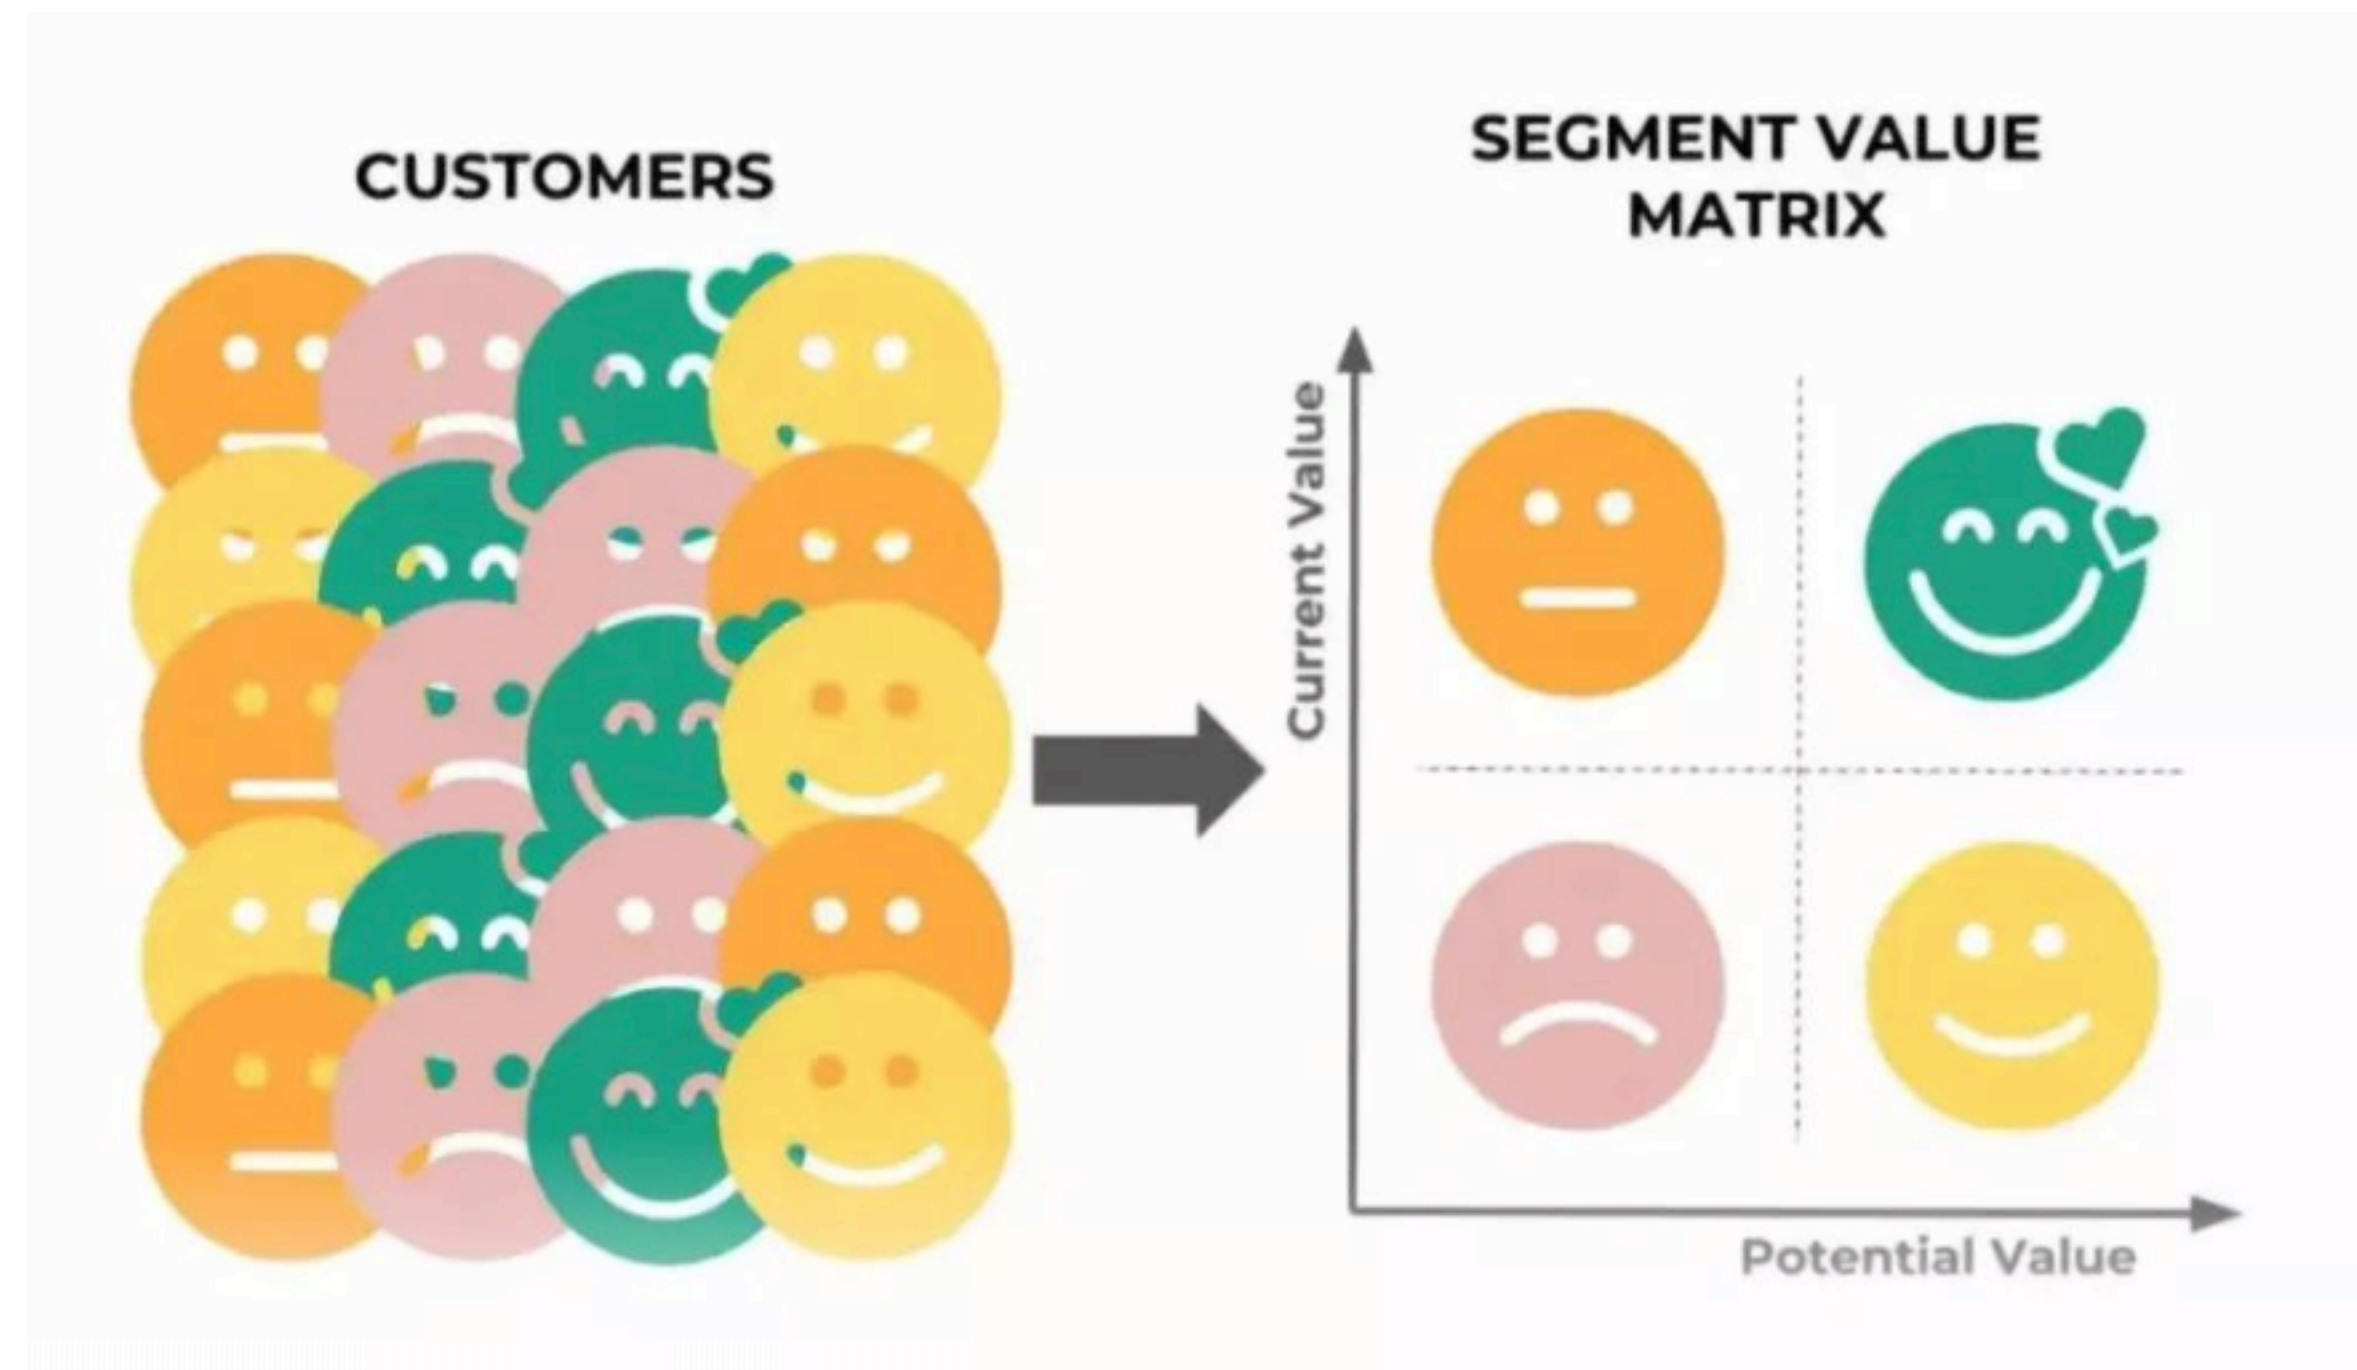 CUSTOMERS
SEGMENT VALUE
MATRIX
Current Value
Potential Value